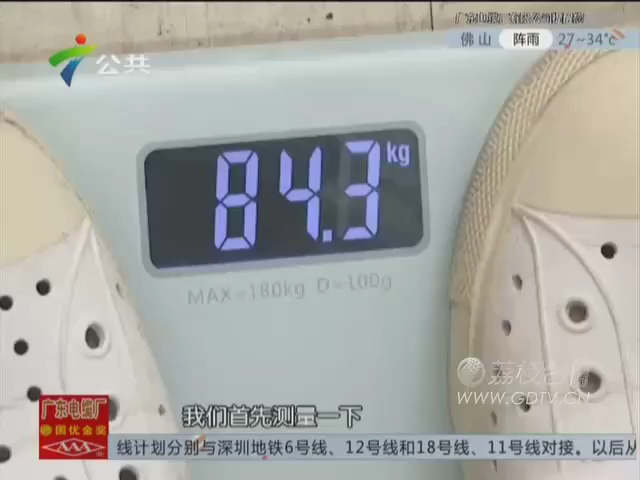 公共
佛山 阵雨 27~34℃
84.3 kg
MAX=180kg D=100g
荔枝网
WWW.GDTV.CN
我们首先测量一下
广东电缆厂
国优金奖
线计划分别与深圳地铁6号线、12号线和18号线、11号线对接。以后从